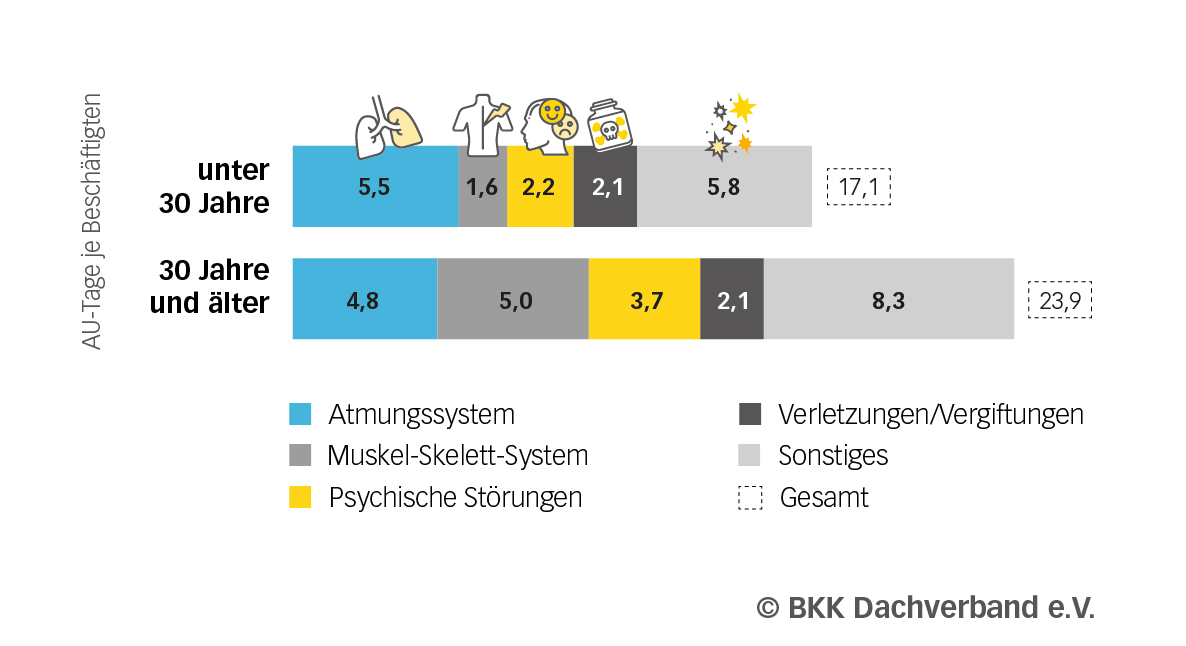 AU-Tage je Beschäftigten
unter
30 Jahre
5,5
1,6
2,2
2,1
5,8
17,1
30 Jahre
und älter
4,8
5,0
3,7
2,1
8,3
23,9
Atmungssystem
Muskel-Skelett-System
Psychische Störungen
Verletzungen/Vergiftungen
Sonstiges
Gesamt
© BKK Dachverband e.V.